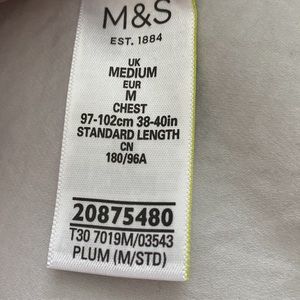 M&S
EST. 1884
UK
MEDIUM
EUR
M
CHEST
97-102cm 38-40in
STANDARD LENGTH
CN
180/96A
20875480
T30 7019M/03543
PLUM (M/STD)